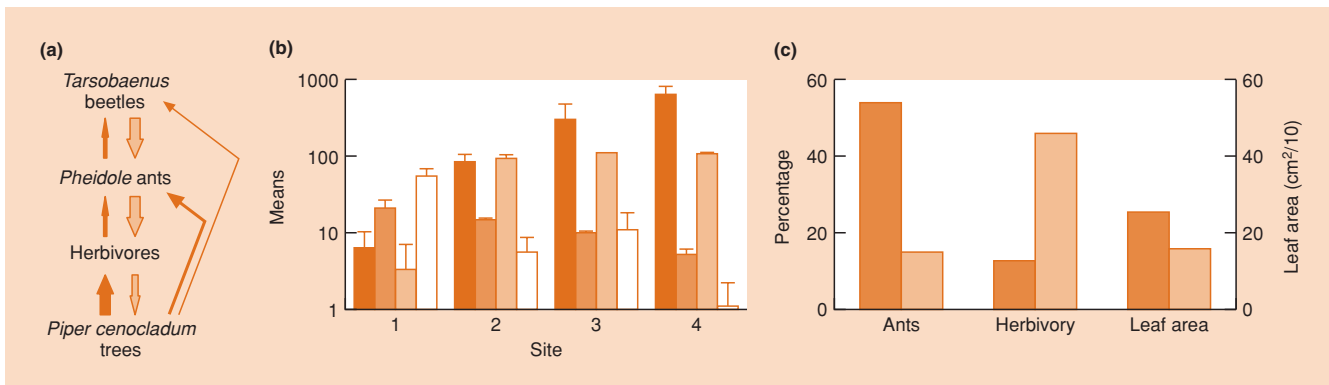 (a)
Tarsobaenus
beetles
Pheidole ants
Herbivores
Piper cenocladum
trees
(b)
Means
1000
100
10
1
1 2 3 4
Site
(c)
Percentage
60
40
20
0
Ants Herbivory Leaf area
60
40
20
0
Leaf area (cm²/10)